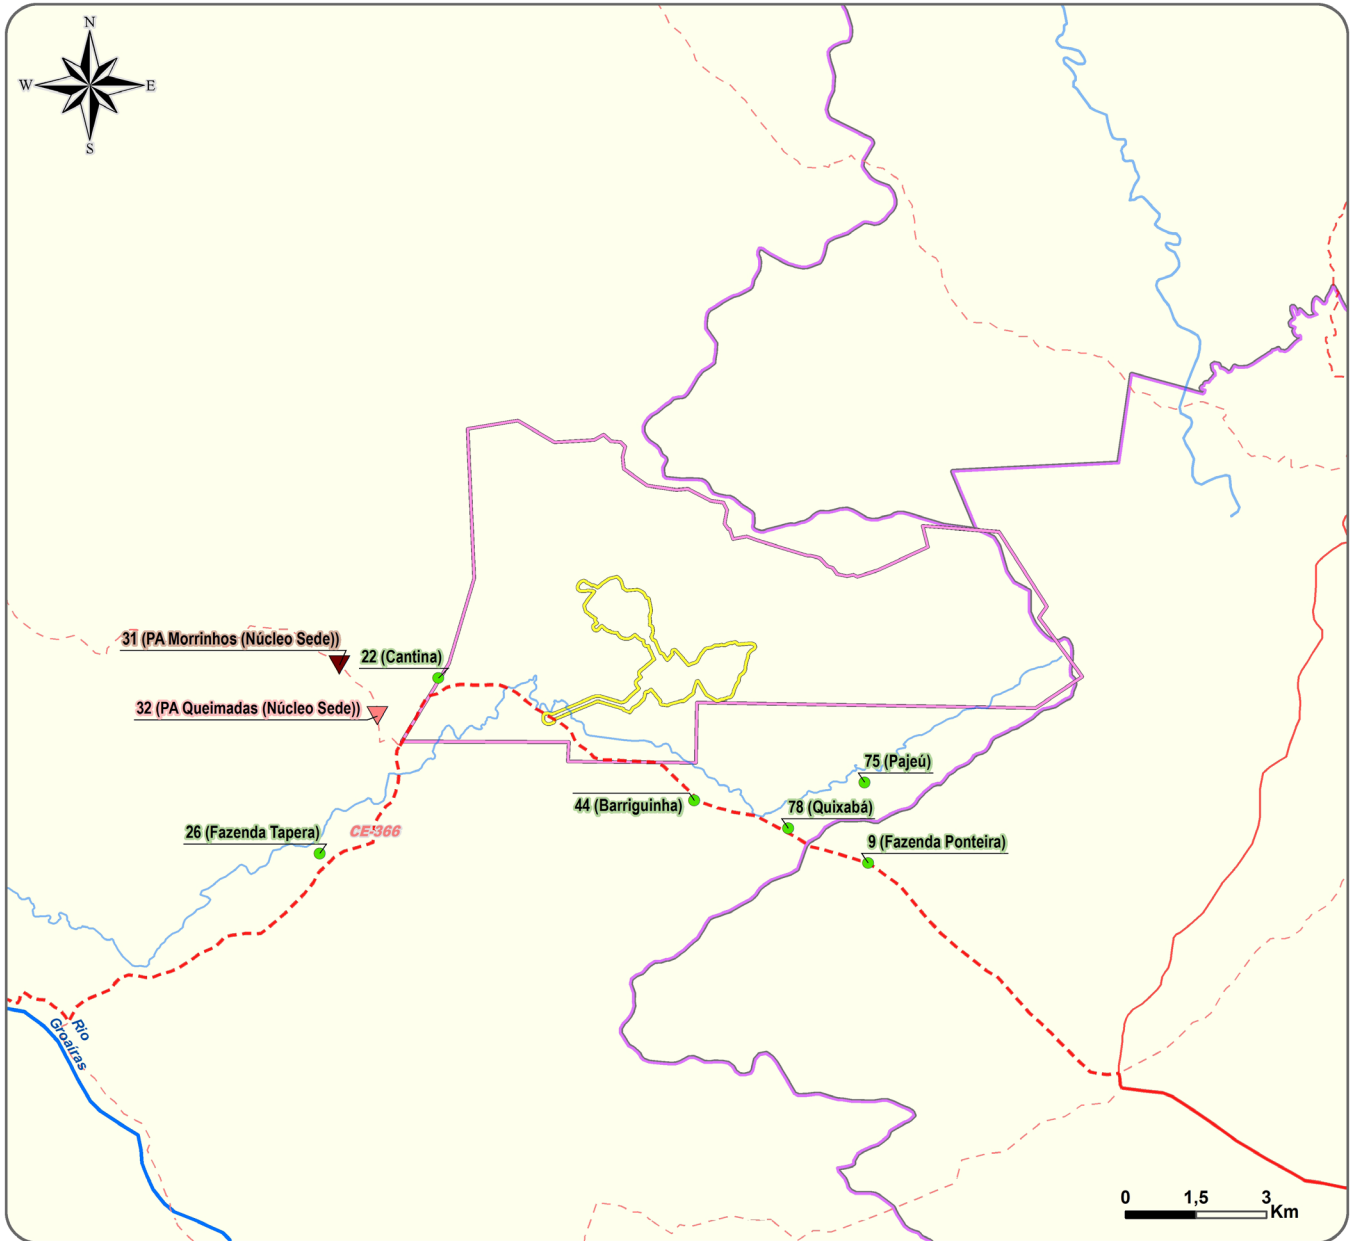 N
W E
S
31 (PA Morrinhos (Núcleo Sede))
22 (Cantina)
32 (PA Queimadas (Núcleo Sede))
75 (Pajeú)
44 (Barriguinha)
78 (Quixabá)
26 (Fazenda Tapera)
CE-366
9 (Fazenda Ponteira)
Rio
Groaíras
0 1,5 3
Km